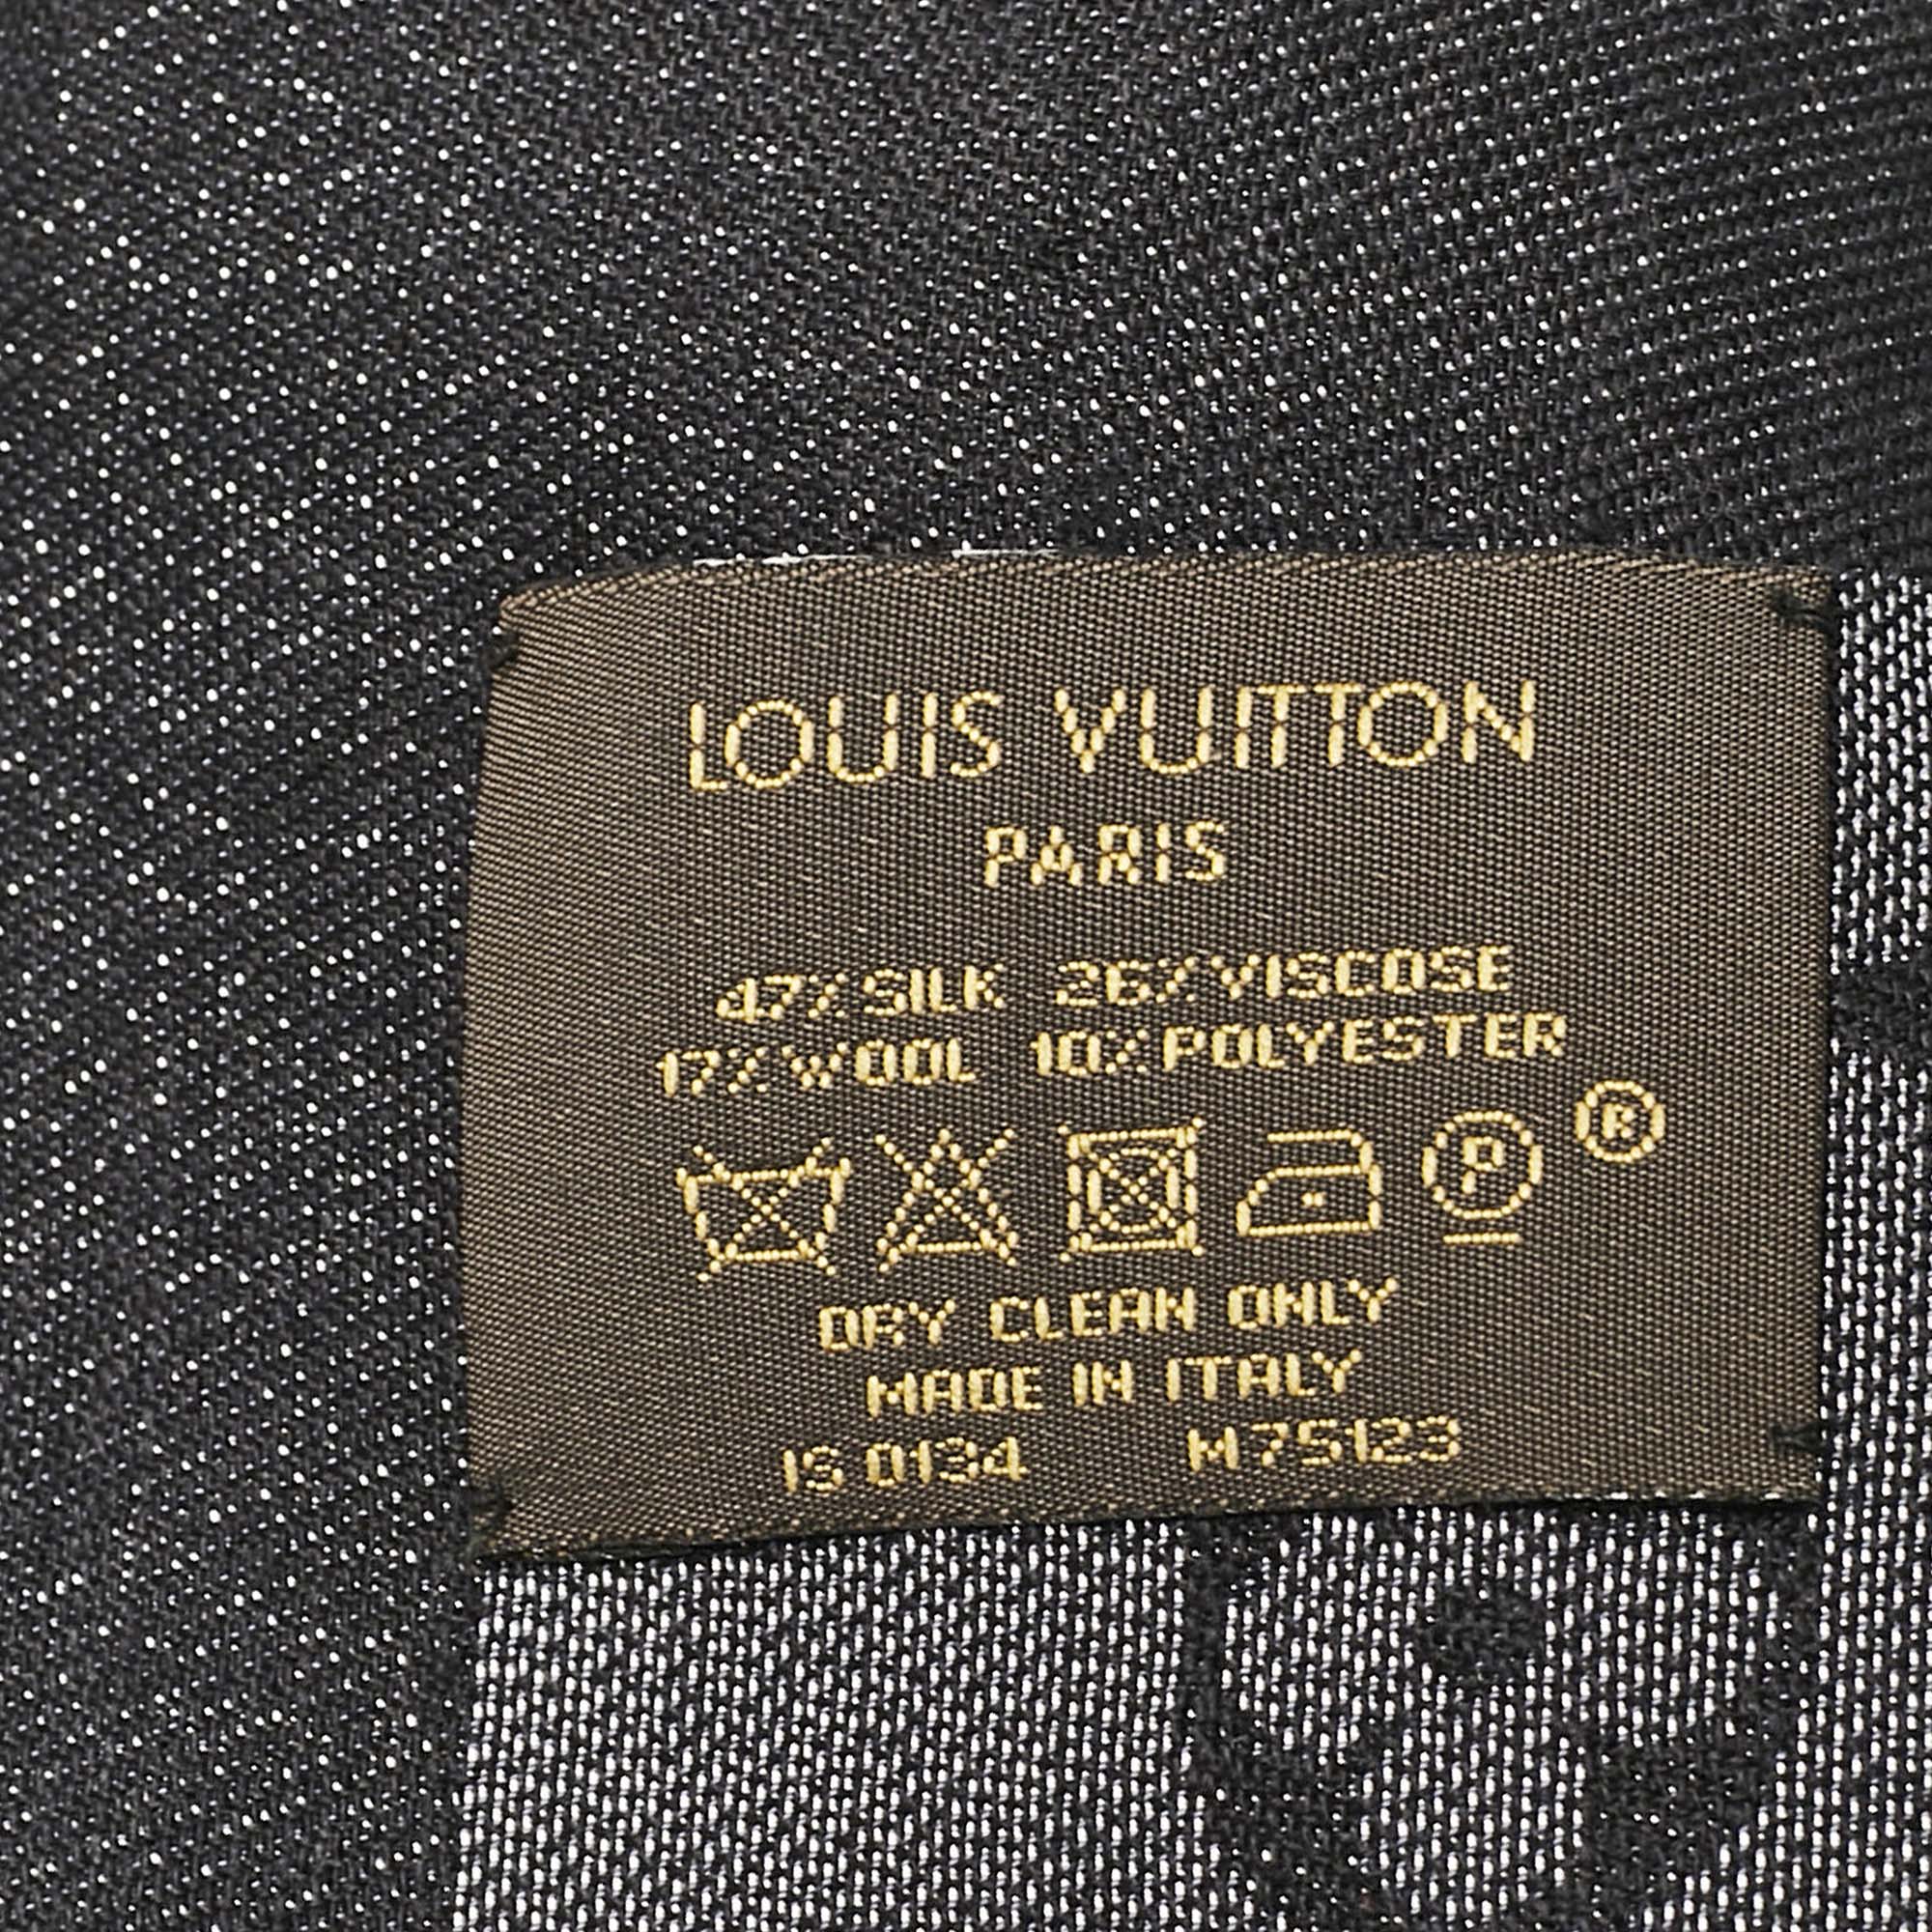 LOUIS VUITTON
PARIS
47% SILK 26% VISCOSE
17% WOOL 10% POLYESTER
P ®
DRY CLEAN ONLY
MADE IN ITALY
IS 0134 M75123